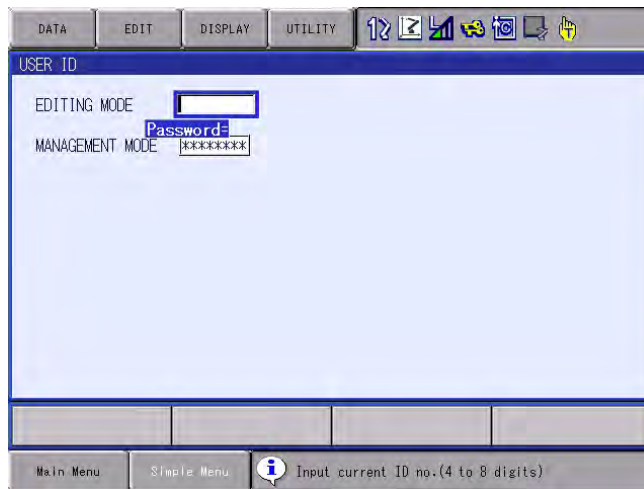 DATA EDIT DISPLAY UTILITY
USER ID
EDITING MODE
Password=
MANAGEMENT MODE ********
Main Menu Simple Menu Input current ID no.(4 to 8 digits)